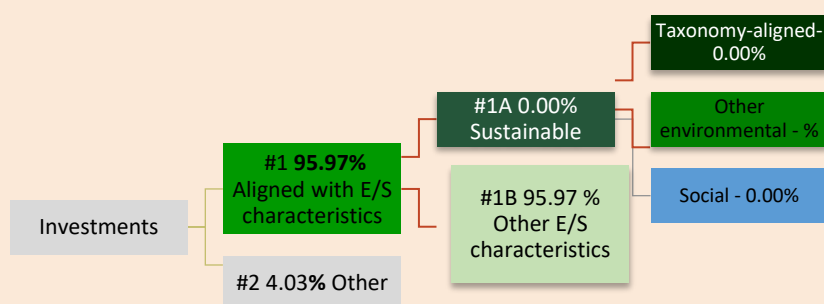 Taxonomy-aligned-
0.00%
#1A 0.00%
Sustainable
Other
environmental - %
#1 95.97%
Aligned with E/S
characteristics
#1B 95.97 %
Other E/S
characteristics
Social - 0.00%
Investments
#2 4.03% Other